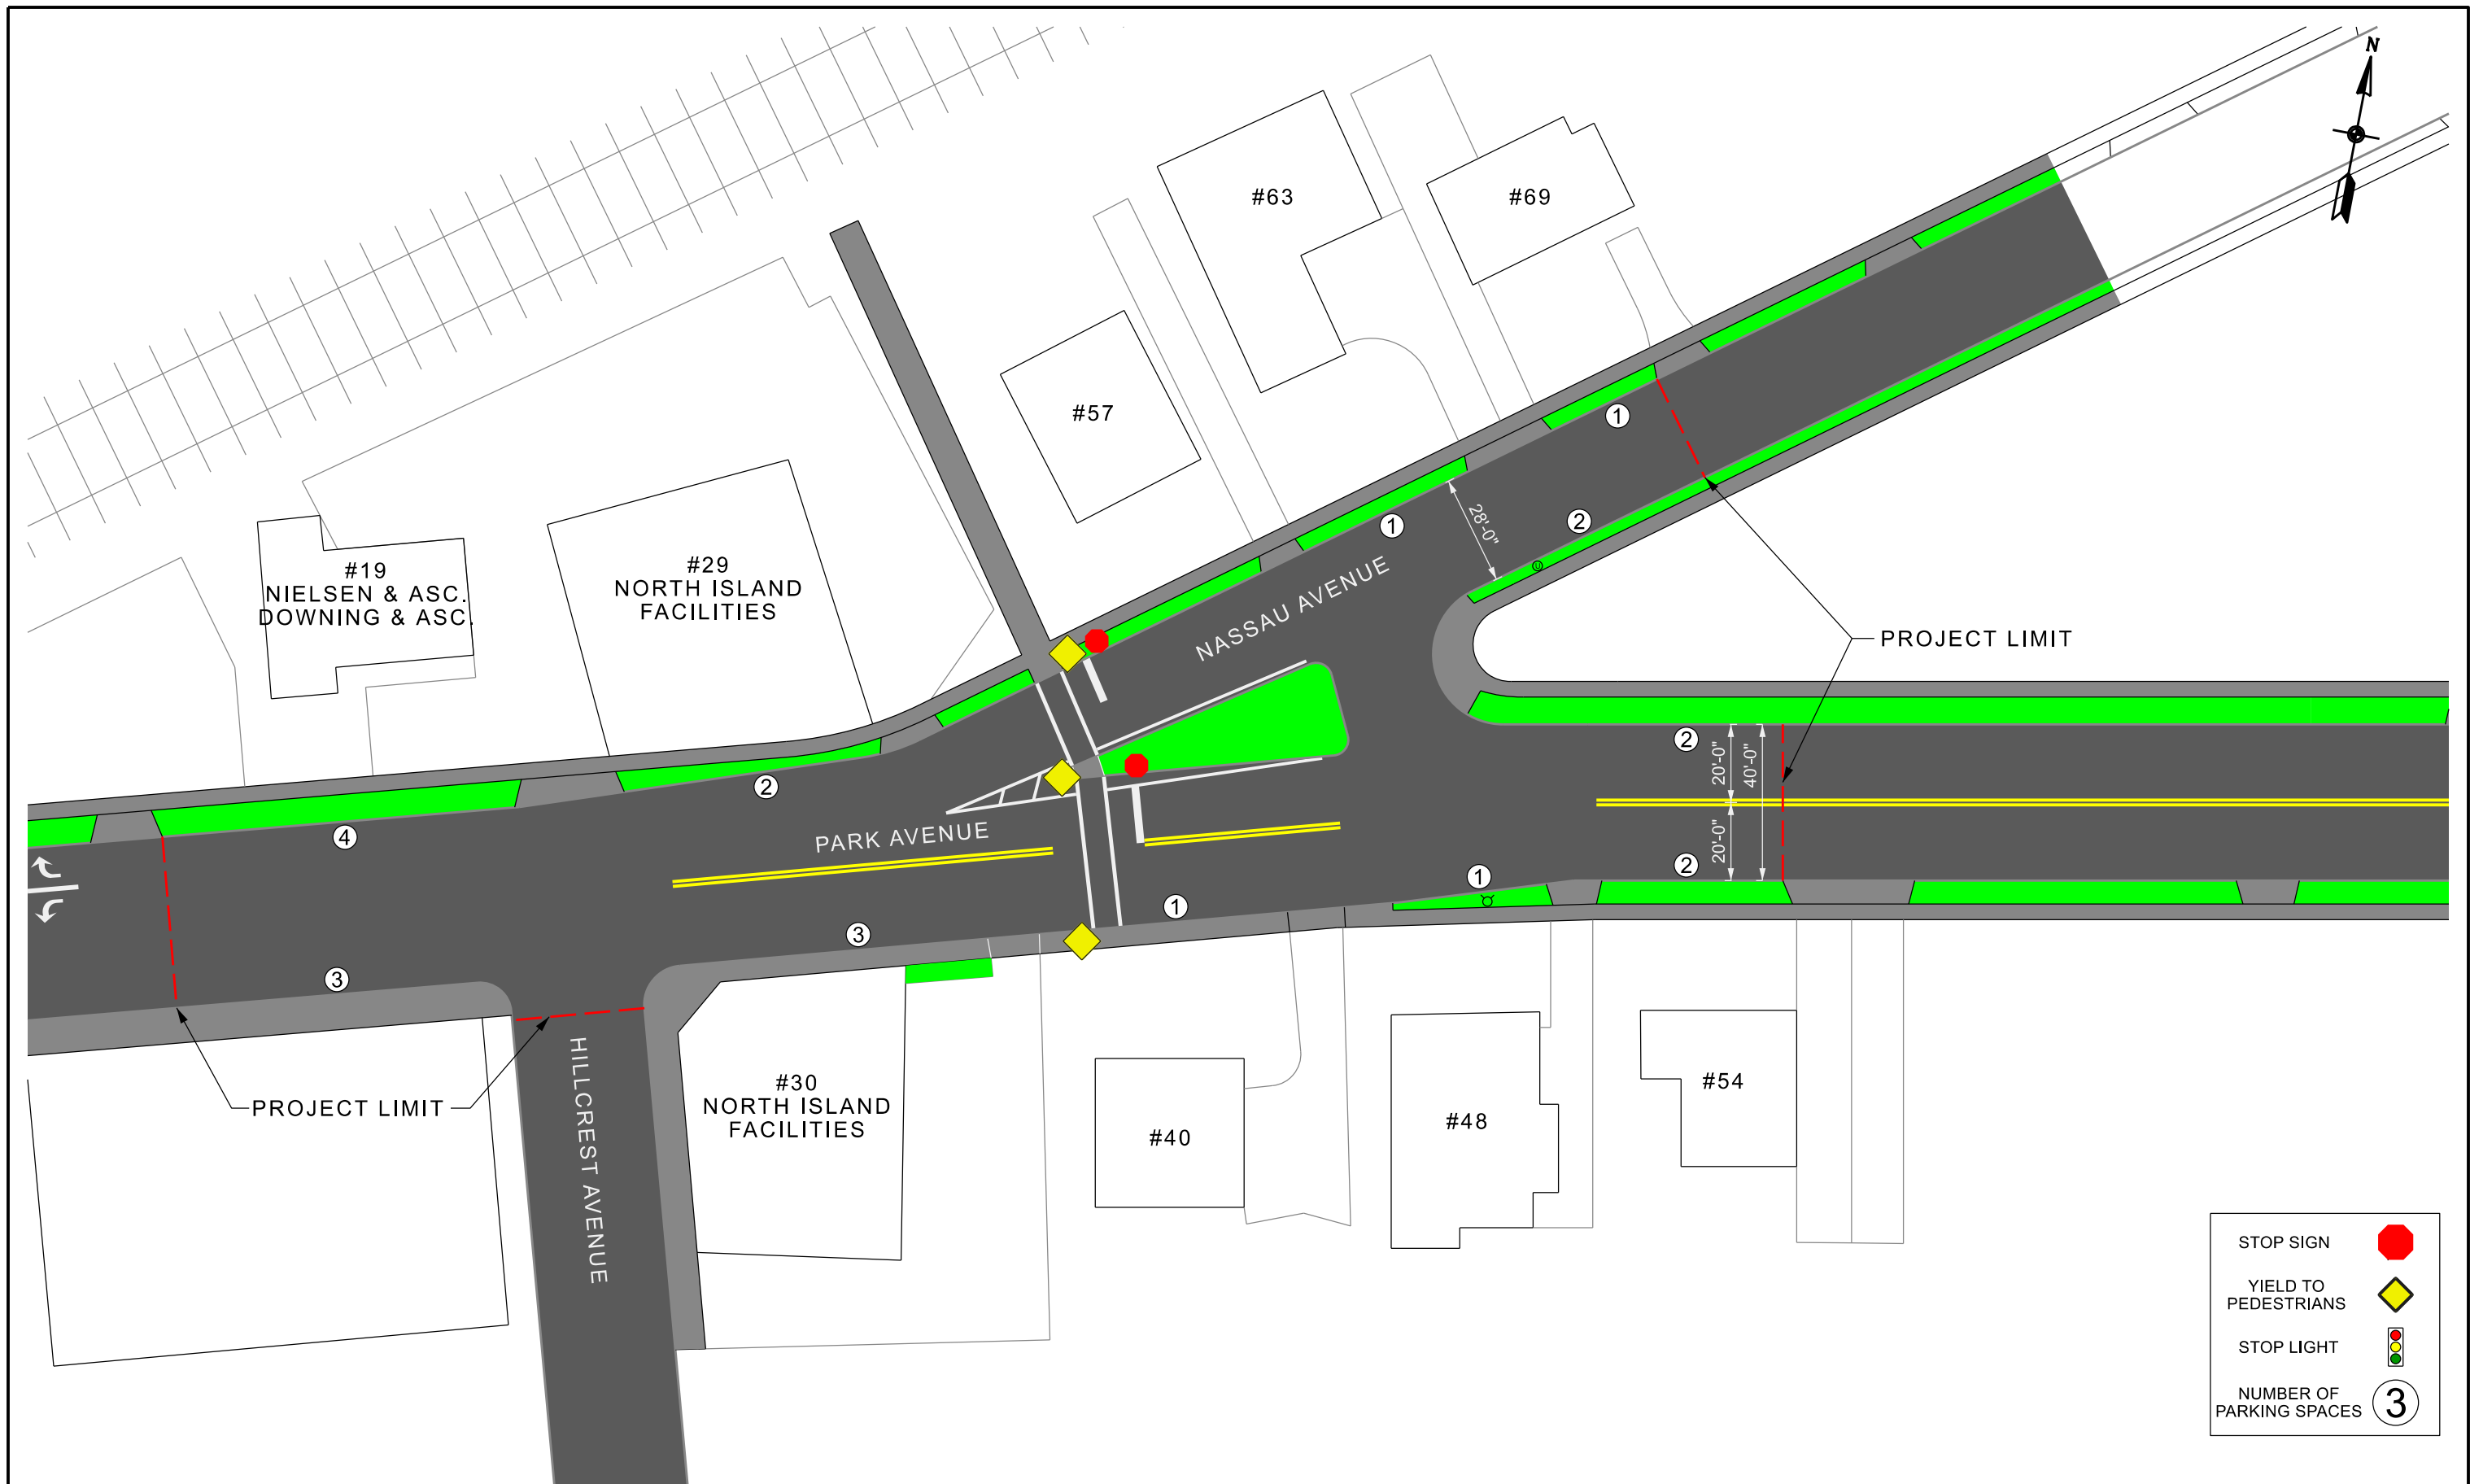 N
#63
#69
#57
#19
NIELSEN & ASC.
DOWNING & ASC.
#29
NORTH ISLAND
FACILITIES
1
1
28'-0"
2
NASSAU AVENUE
PROJECT LIMIT
2
4
PARK AVENUE
2
20'-0"
40'-0"
20'-0"
3
3
1
1
2
PROJECT LIMIT
HILLCREST AVENUE
#30
NORTH ISLAND
FACILITIES
#40
#48
#54
STOP SIGN
YIELD TO
PEDESTRIANS
STOP LIGHT
NUMBER OF
PARKING SPACES
3